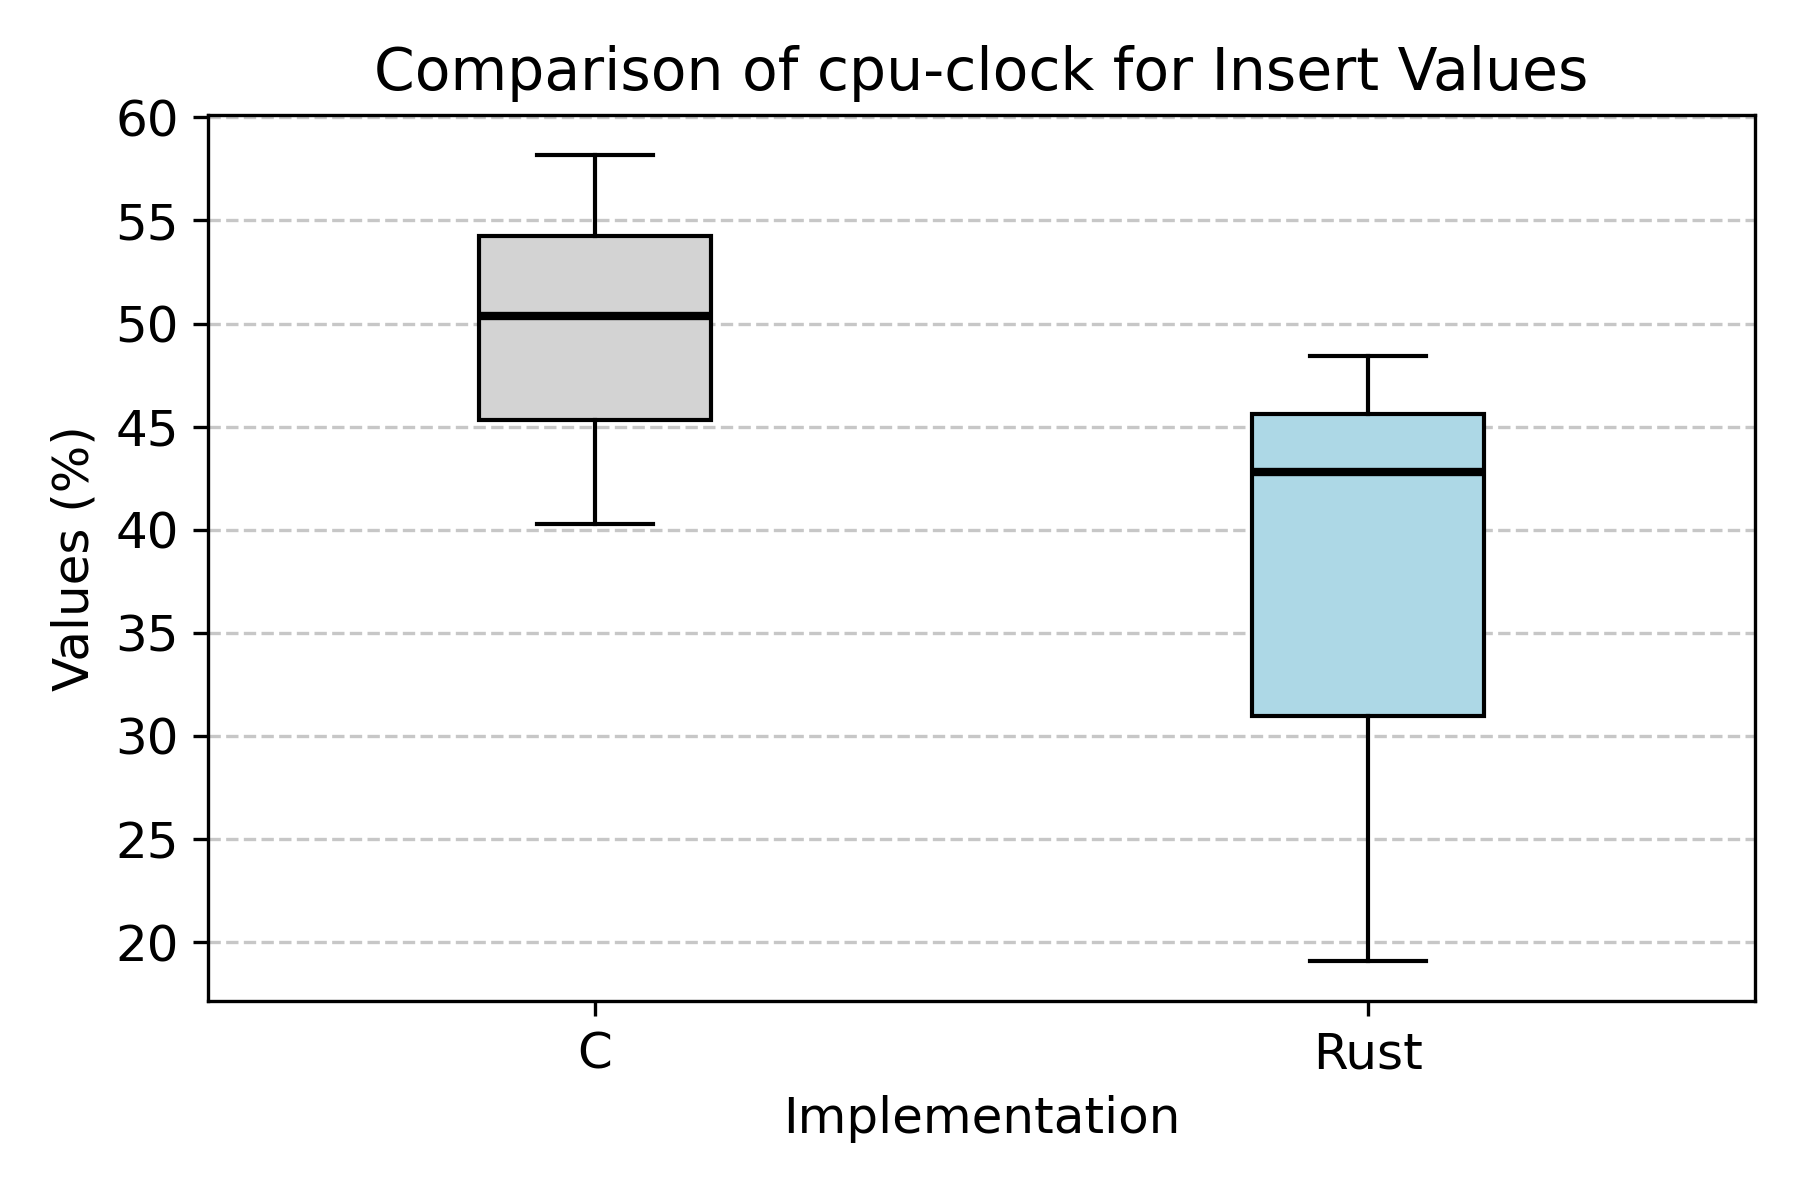 Comparison of cpu-clock for Insert Values
60
55
50
45
40
35
30
25
20
Values (%)
C
Rust
Implementation